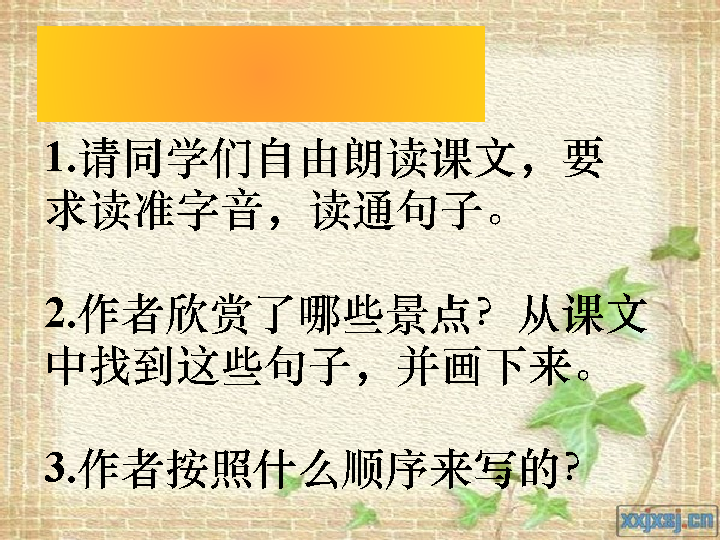 1.请同学们自由朗读课文，要
求读准字音，读通句子。
2.作者欣赏了哪些景点？从课文
中找到这些句子，并画下来。
3.作者按照什么顺序来写的？
xxjxsj.cn